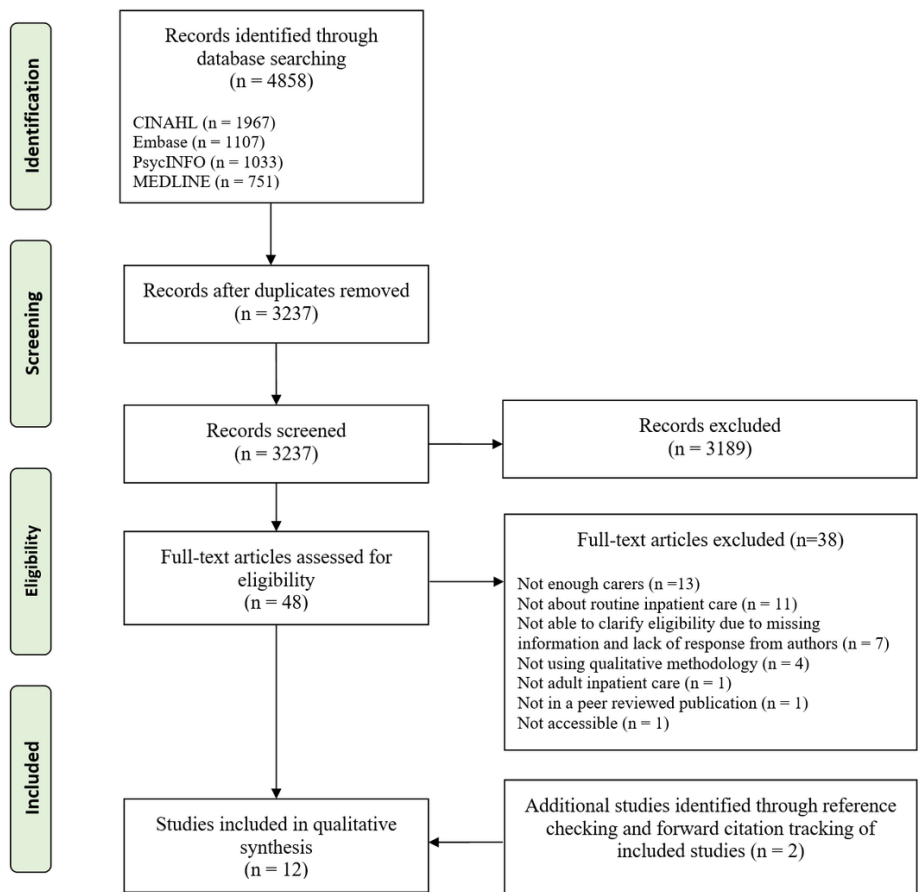 Identification
Records identified through
database searching
(n = 4858)
CINAHL (n = 1967)
Embase (n = 1107)
PsycINFO (n = 1033)
MEDLINE (n = 751)
Screening
Records after duplicates removed
(n = 3237)
Records screened
(n = 3237)
Records excluded
(n = 3189)
Eligibility
Full-text articles assessed for
eligibility
(n = 48)
Full-text articles excluded (n=38)
Not enough carers (n =13)
Not about routine inpatient care (n = 11)
Not able to clarify eligibility due to missing
information and lack of response from authors (n = 7)
Not using qualitative methodology (n = 4)
Not adult inpatient care (n = 1)
Not in a peer reviewed publication (n = 1)
Not accessible (n = 1)
Included
Studies included in qualitative
synthesis
(n = 12)
Additional studies identified through reference
checking and forward citation tracking of
included studies (n = 2)